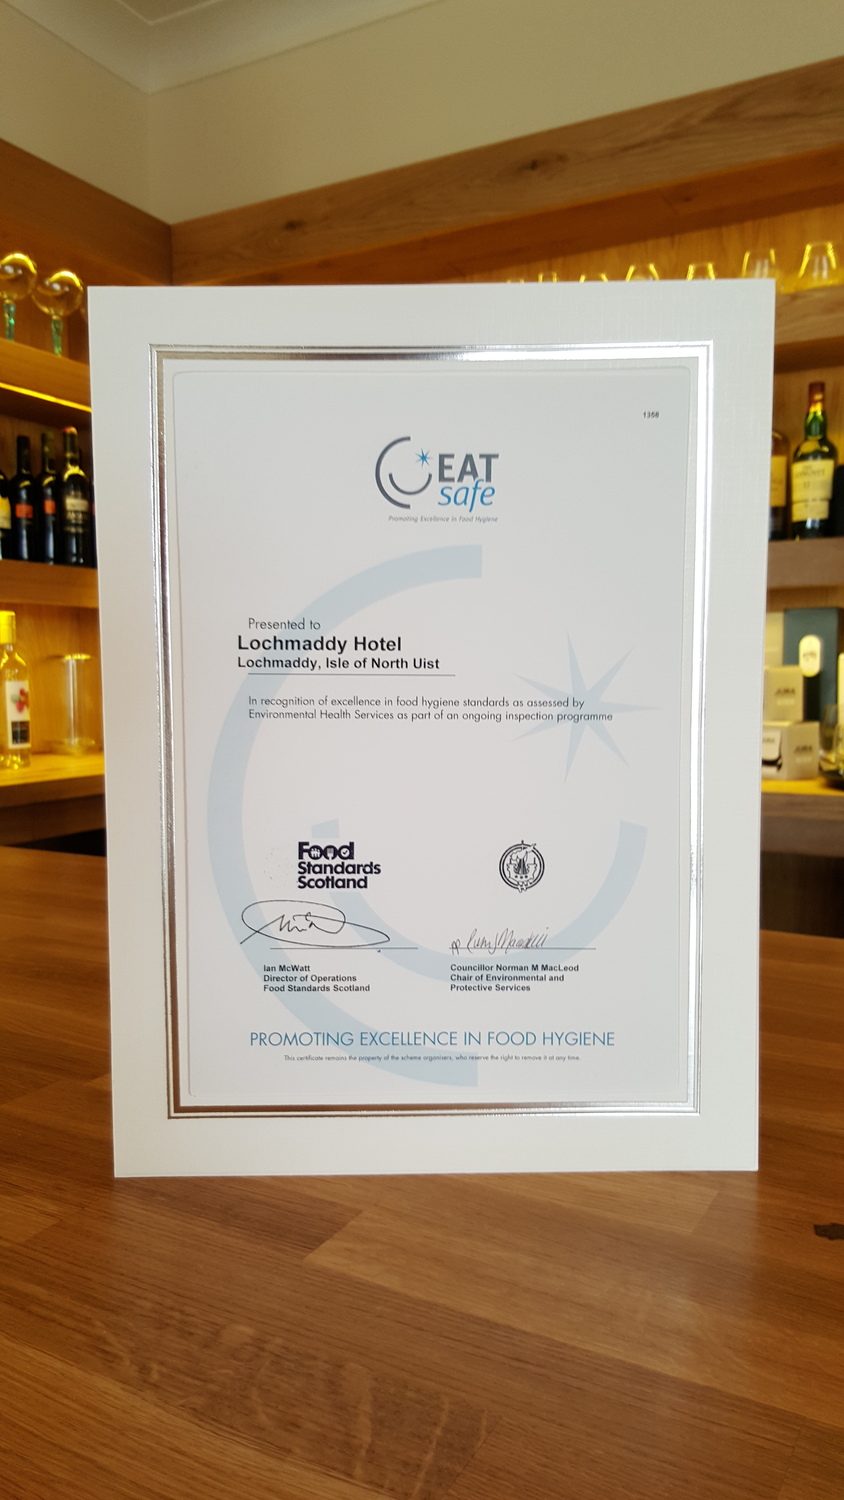 1358
EAT
safe
Promoting Excellence in Food Hygiene
Presented to
Lochmaddy Hotel
Lochmaddy, Isle of North Uist
In recognition of excellence in food hygiene standards as assessed by
Environmental Health Services as part of an ongoing inspection programme
Food
Standards
Scotland
Ian McWatt
Director of Operations
Food Standards Scotland
Councillor Norman M MacLeod
Chair of Environmental and
Protective Services
PROMOTING EXCELLENCE IN FOOD HYGIENE
This certificate remains the property of the scheme organisers, who reserve the right to remove it at any time.
JURA